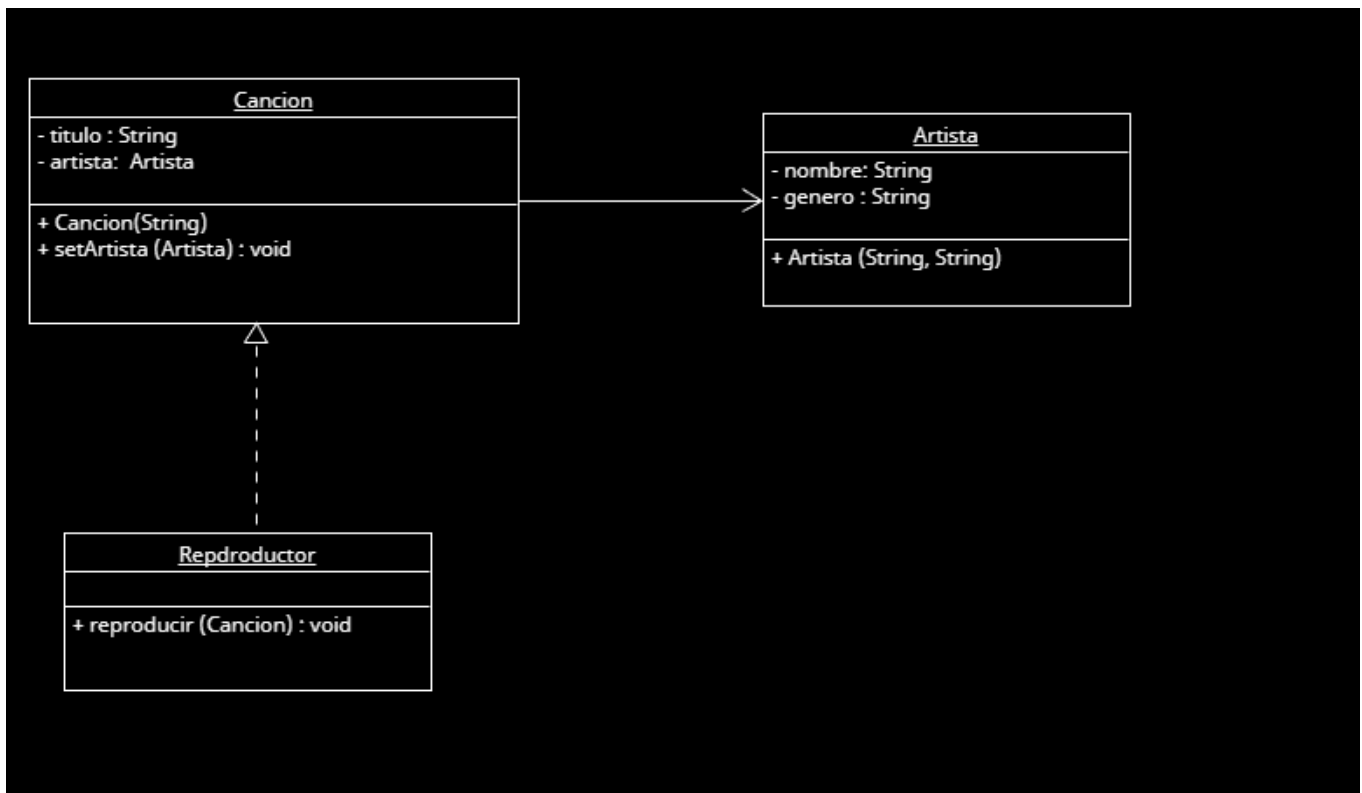 Cancion
- titulo : String
- artista:  Artista
+ Cancion(String)
+ setArtista (Artista) : void
Artista
- nombre: String
- genero : String
+ Artista (String, String)
Repdroductor
+ reproducir (Cancion) : void